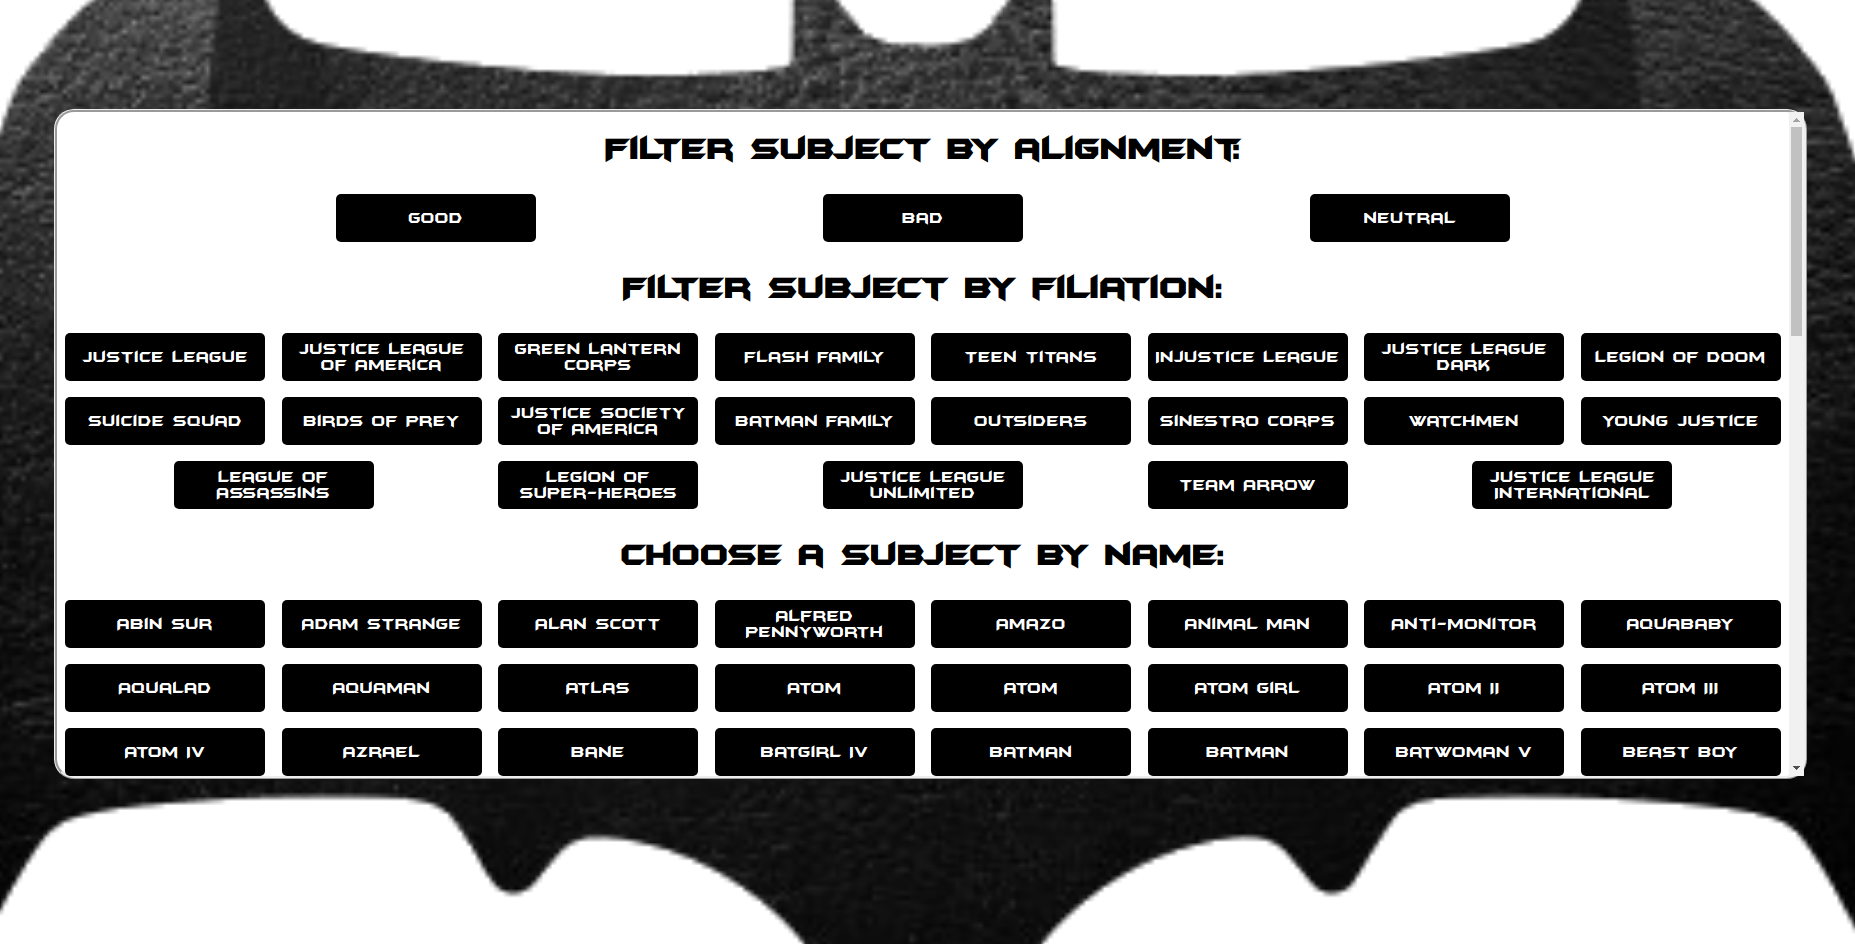 FILTER SUBJECT BY ALIGNMENT:
GOOD
BAD
NEUTRAL
FILTER SUBJECT BY FILIATION:
JUSTICE LEAGUE
JUSTICE LEAGUE
OF AMERICA
GREEN LANTERN
CORPS
FLASH FAMILY
TEEN TITANS
INJUSTICE LEAGUE
JUSTICE LEAGUE
DARK
LEGION OF DOOM
SUICIDE SQUAD
BIRDS OF PREY
JUSTICE SOCIETY
OF AMERICA
BATMAN FAMILY
OUTSIDERS
SINESTRO CORPS
WATCHMEN
YOUNG JUSTICE
LEAGUE OF
ASSASSINS
LEGION OF
SUPER-HEROES
JUSTICE LEAGUE
UNLIMITED
TEAM ARROW
JUSTICE LEAGUE
INTERNATIONAL
CHOOSE A SUBJECT BY NAME:
ABIN SUR
ADAM STRANGE
ALAN SCOTT
ALFRED
PENNYWORTH
AMAZO
ANIMAL MAN
ANTI-MONITOR
AQUABABY
AQUALAD
AQUAMAN
ATLAS
ATOM
ATOM
ATOM GIRL
ATOM II
ATOM III
ATOM IV
AZRAEL
BANE
BATGIRL IV
BATMAN
BATMAN
BATWOMAN V
BEAST BOY